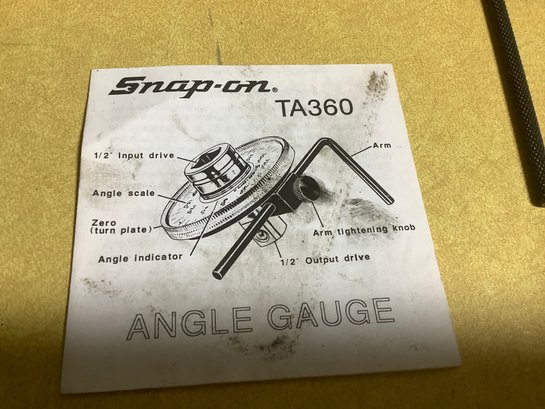 Snap-on®
TA360
1/2" Input drive
Arm
Angle scale
Zero
(turn plate)
Arm tightening knob
Angle indicator
1/2" Output drive
ANGLE GAUGE